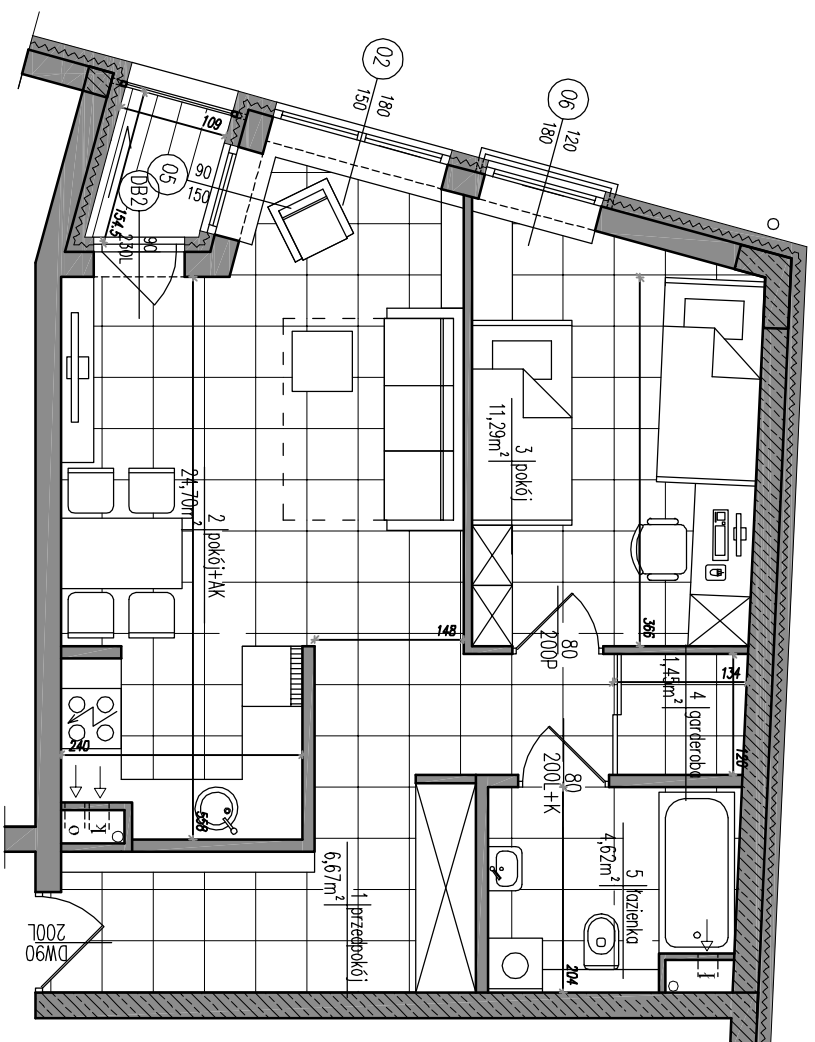 02
180
150
06
120
180
109
05
90
150
DB2
154.5
90
230L
3 pokój
11,29m²
2 pokój+AK
24,70m²
148
366
80
200P
134
4 garderoba
1,45m²
120
240
80
200L+K
o
k
568
5 łazienka
4,62m²
1 przedpokój
6,67m²
204
l
DW90
200L